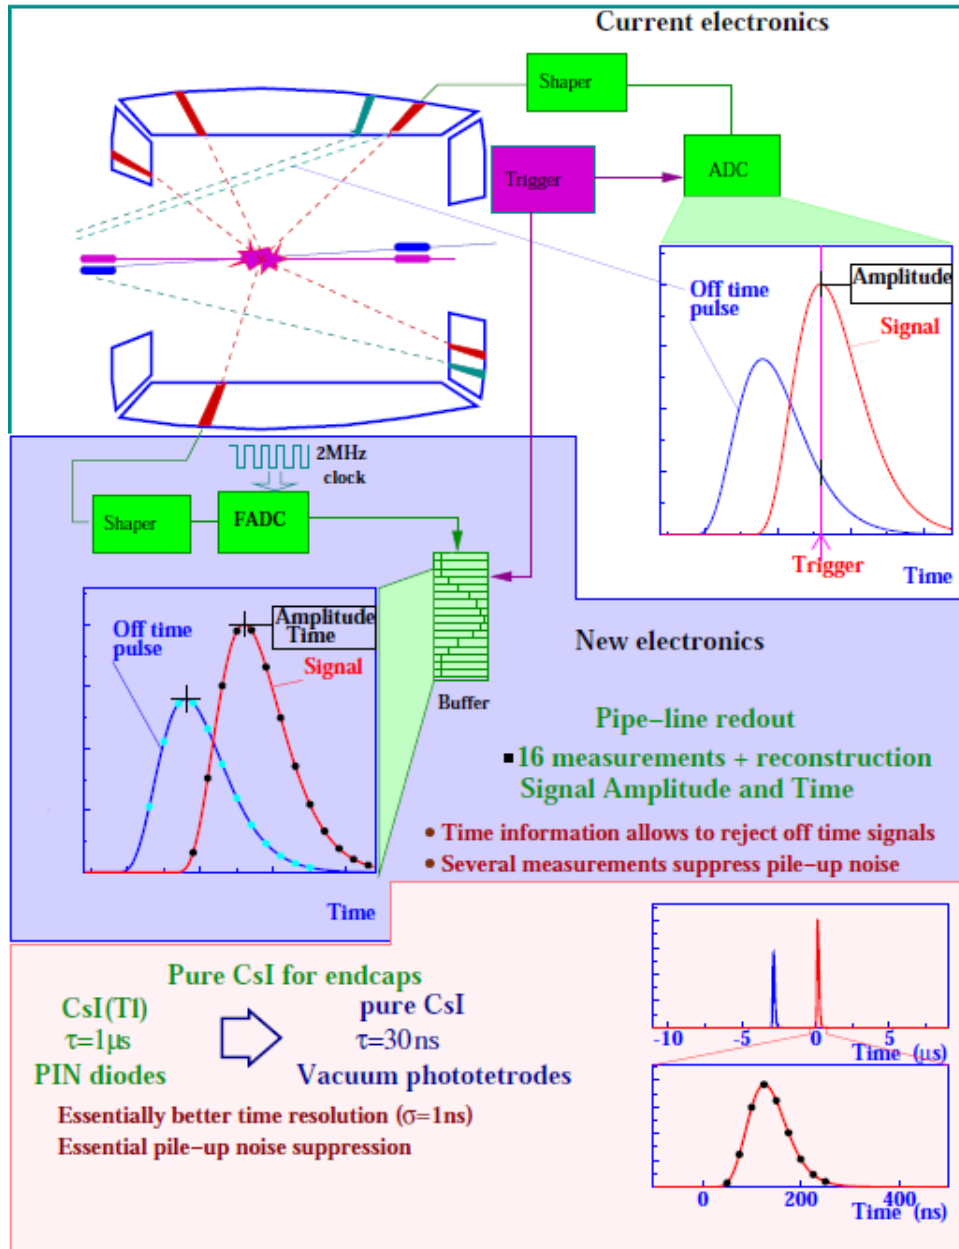 Current electronics
Shaper
Trigger
ADC
Amplitude
Off time
pulse
Signal
Trigger
Time
2MHz
clock
Shaper
FADC
Buffer
Amplitude
Time
Off time
pulse
Signal
Time
New electronics
Pipe-line redout
16 measurements + reconstruction
Signal Amplitude and Time
• Time information allows to reject off time signals
• Several measurements suppress pile-up noise
Pure CsI for endcaps
CsI(Tl)
τ=1μs
PIN diodes
pure CsI
τ=30ns
Vacuum phototetrodes
Essentially better time resolution (σ=1ns)
Essential pile-up noise suppression
-10 -5 0 5
Time (μs)
0 200 400
Time (ns)